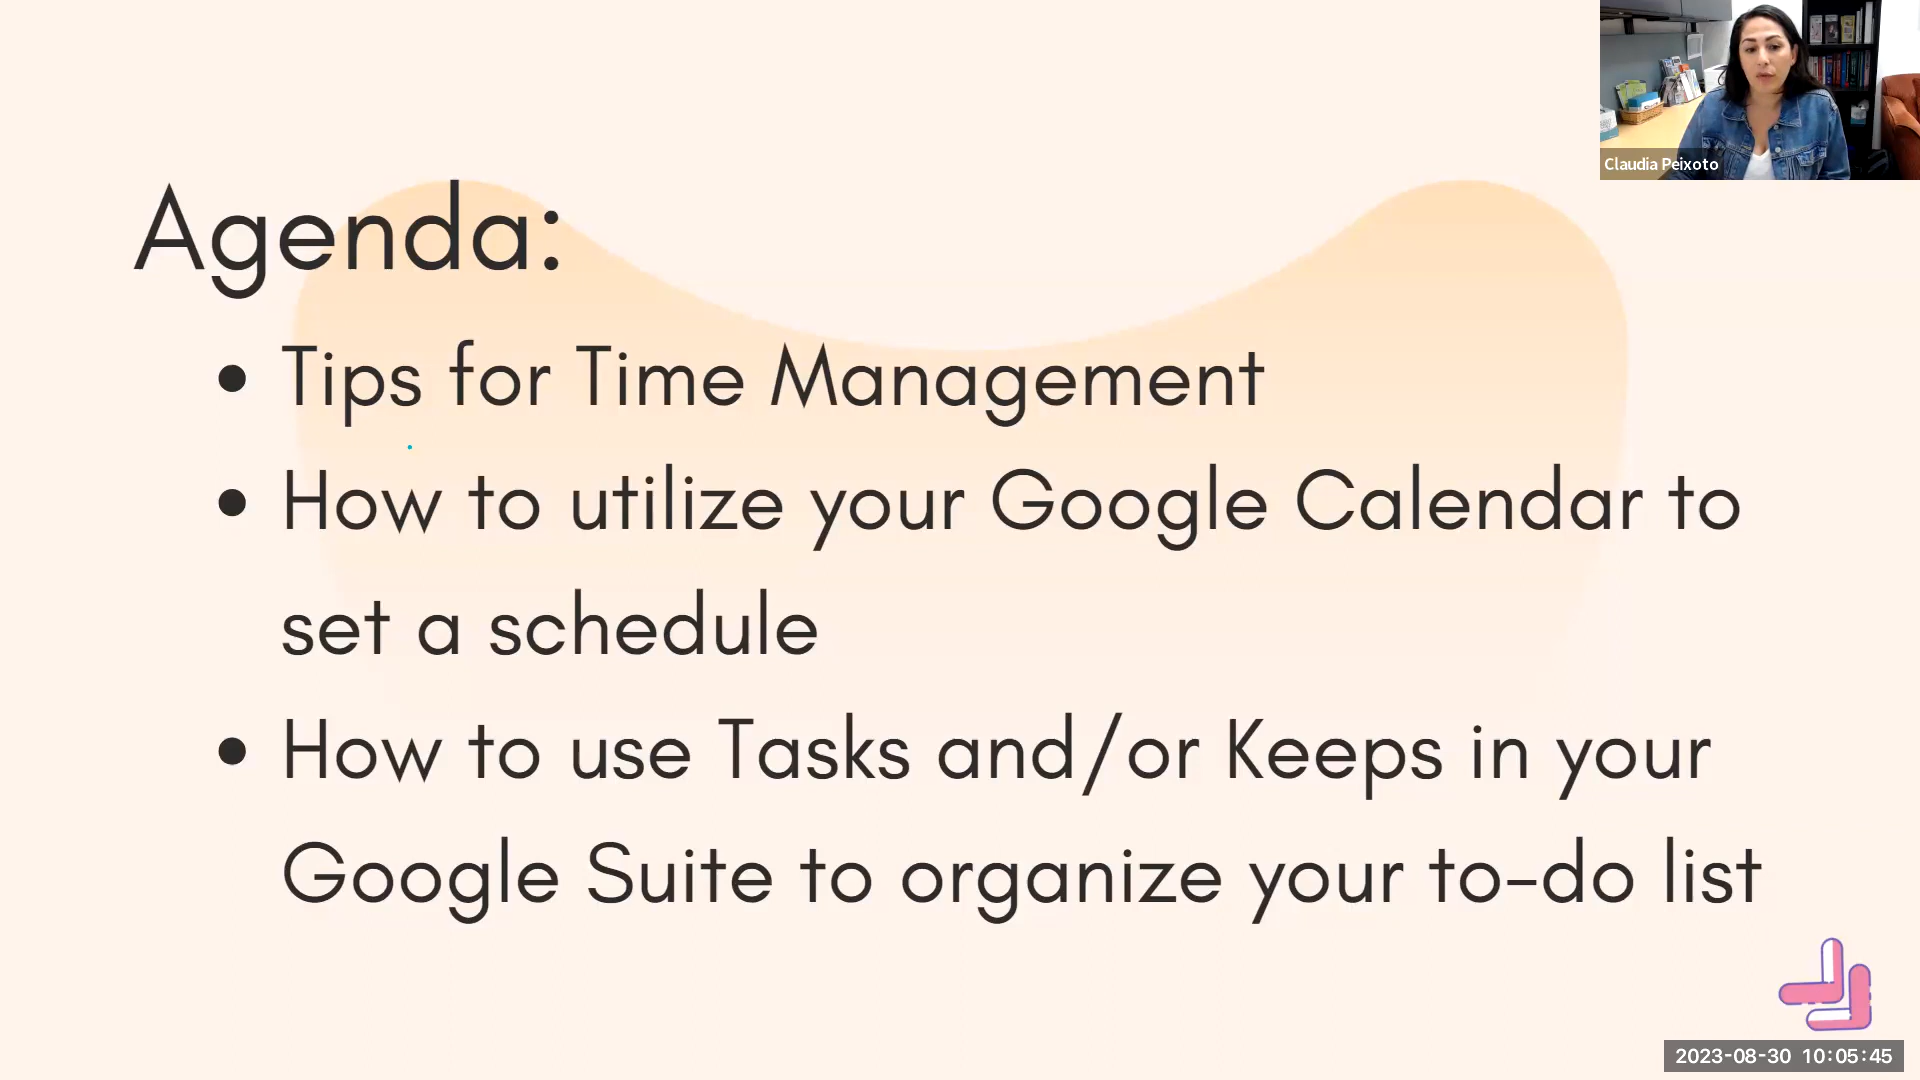 Claudia Peixoto
Agenda:
• Tips for Time Management
• How to utilize your Google Calendar to
set a schedule
• How to use Tasks and/or Keeps in your
Google Suite to organize your to-do list
2023-08-30 10:05:45